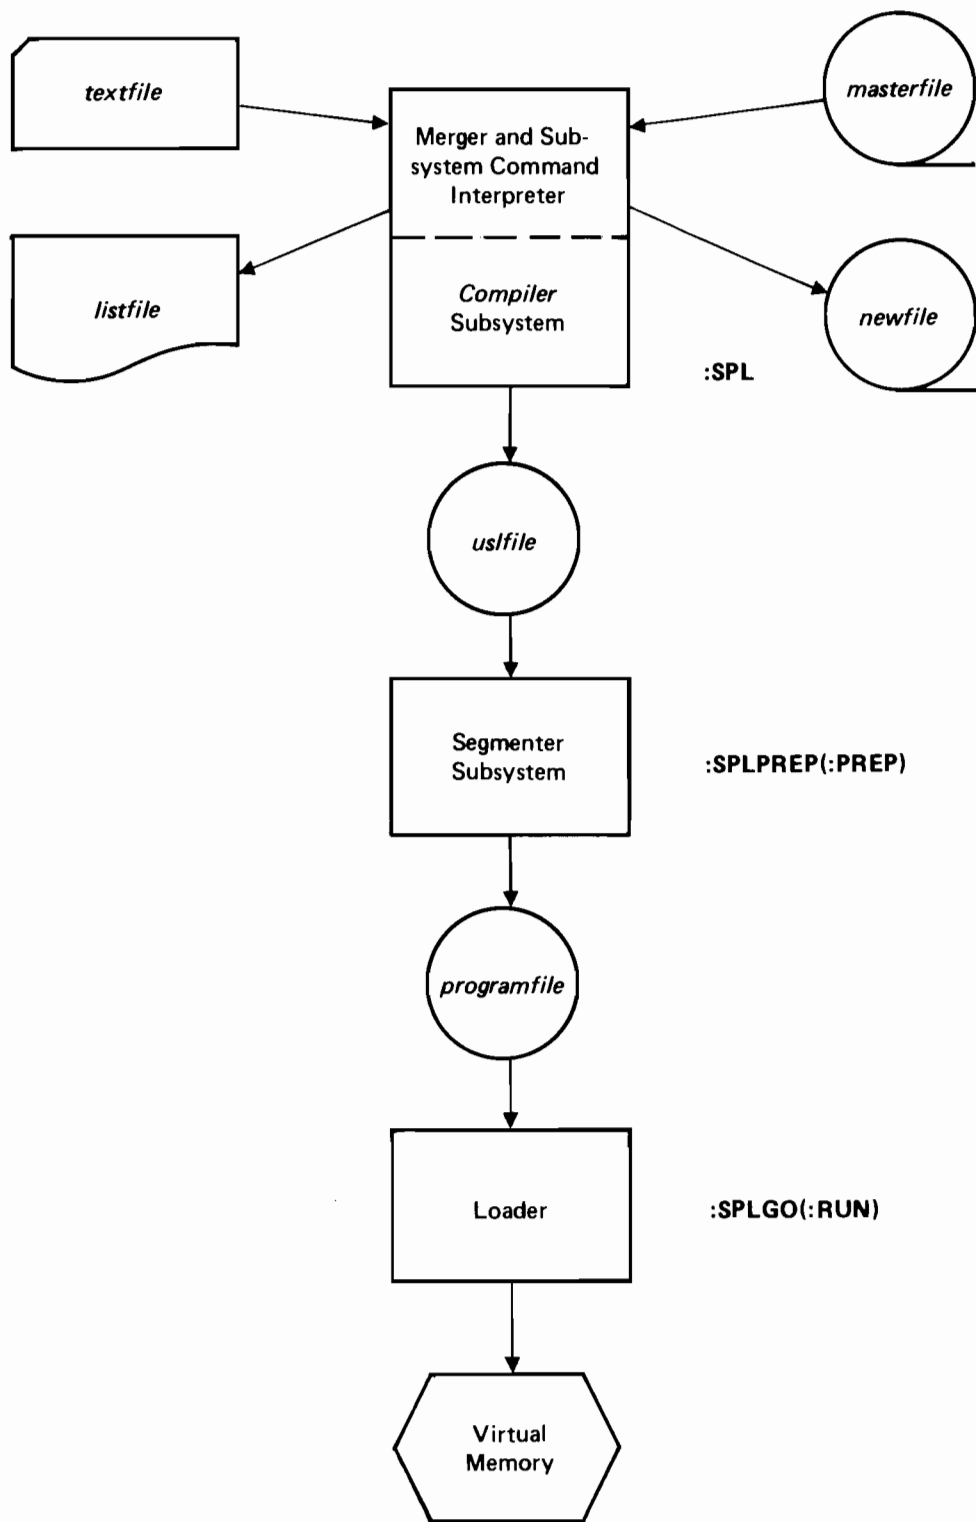 textfile
masterfile
Merger and Sub-
system Command
Interpreter
listfile
Compiler
Subsystem
newfile
:SPL
uslfile
Segmenter
Subsystem
:SPLPREP(:PREP)
programfile
Loader
:SPLGO(:RUN)
Virtual
Memory